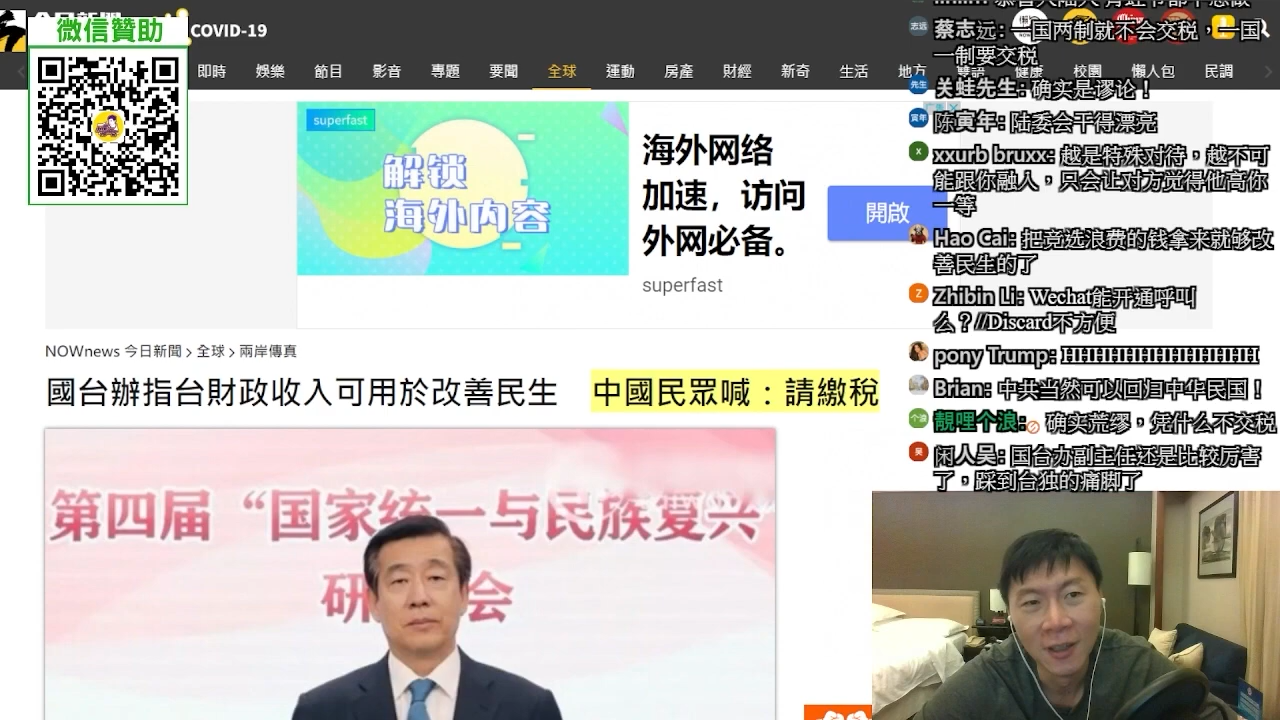 微信贊助
COVID-19
即時 娛樂 節目 影音 專題 要聞 全球 運動 房產 財經 新奇 生活 地方 雙語 健康 校園 懶人包 民調
superfast
解锁
海外内容
海外网络
加速，访问
外网必备。
superfast
開啟
NOWnews 今日新聞 › 全球 › 兩岸傳真
國台辦指台財政收入可用於改善民生 中國民眾喊：請繳稅
第四届“国家统一与民族复兴
研 会
志远
蔡志远: 一国两制就不会交税，一国
一制要交税
先生
关蛙先生: 确实是谬论！
寅年
陈寅年: 陆委会干得漂亮
X
xxurb bruxx: 越是特殊对待，越不可
能跟你融入，只会让对方觉得他高你
一等
Hao Cai: 把竞选浪费的钱拿来就够改
善民生的了
Z
Zhibin Li: Wechat能开通呼叫
么？//Discard不方便
pony Trump: HHHHHHHHHHHHHH
Brian: 中共当然可以回归中华民国！
个浪
靚哩个浪: 确实荒缪，凭什么不交税
吴
闲人吴: 国台办副主任还是比较厉害
了，踩到台独的痛脚了